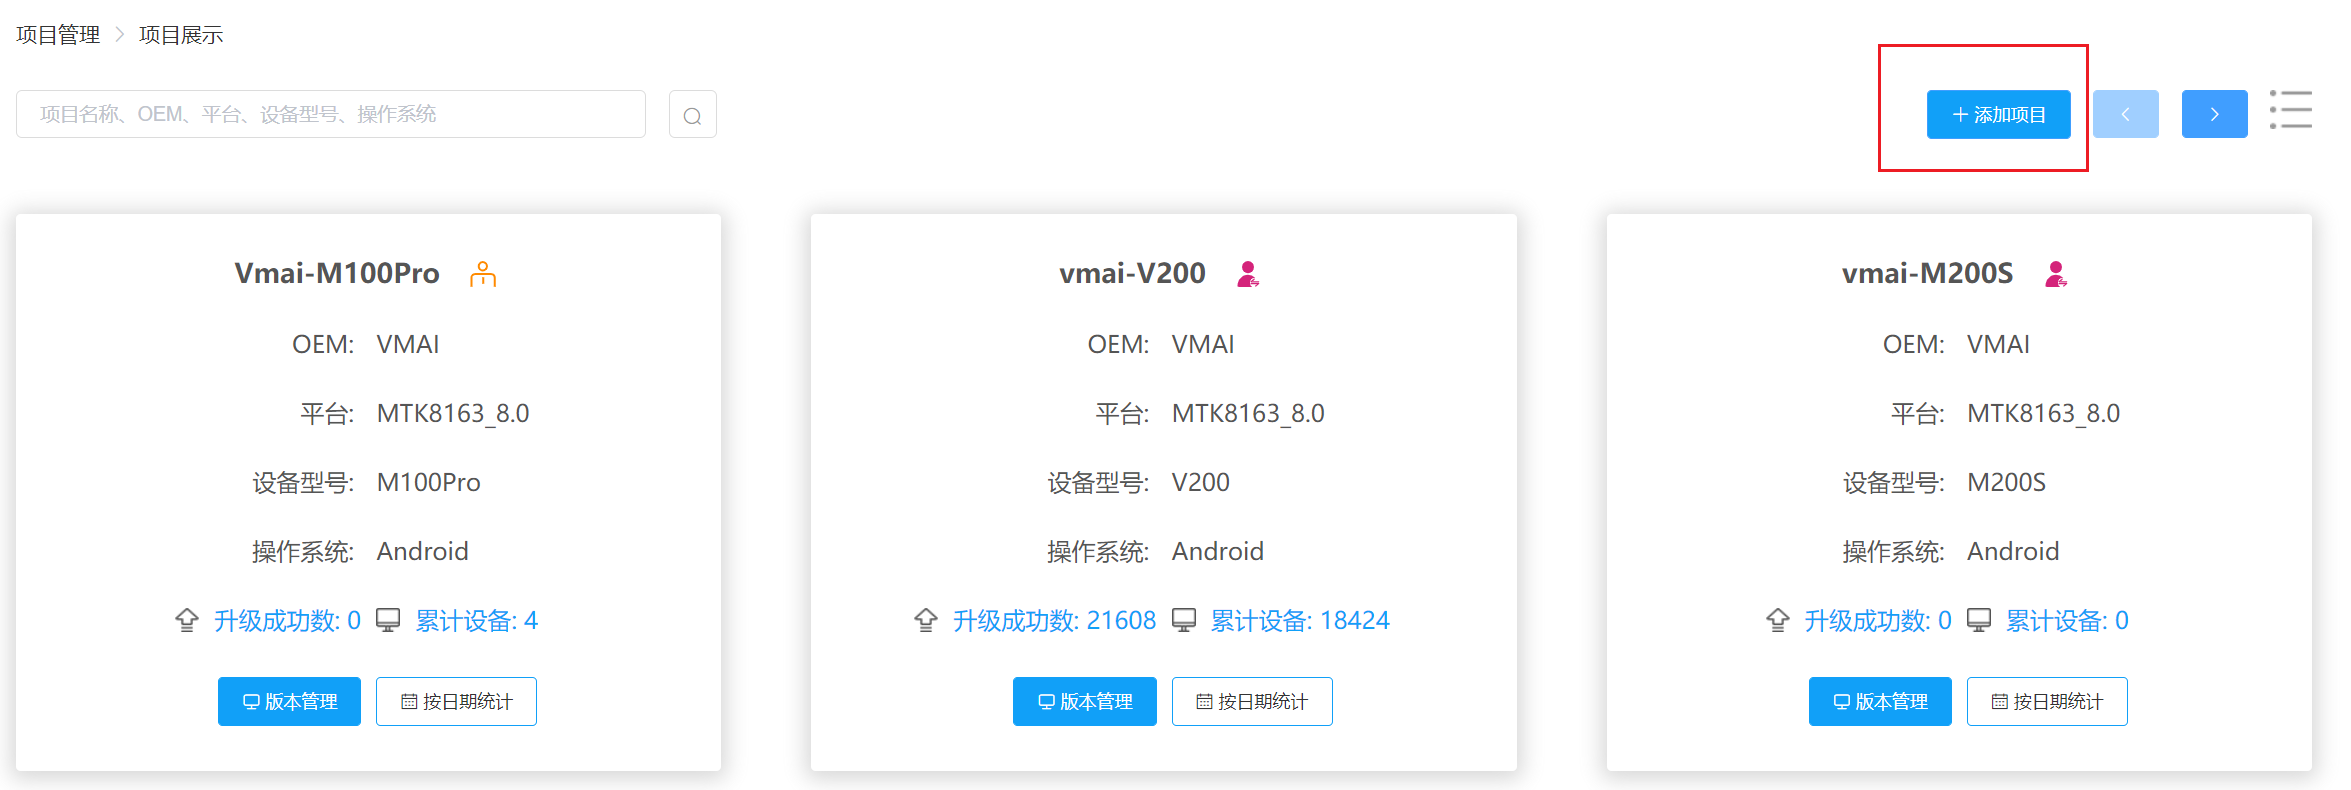 项目管理 > 项目展示
项目名称、OEM、平台、设备型号、操作系统
+ 添加项目
Vmai-M100Pro
OEM: VMAI
平台: MTK8163_8.0
设备型号: M100Pro
操作系统: Android
升级成功数: 0 累计设备: 4
版本管理 按日期统计
vmai-V200
OEM: VMAI
平台: MTK8163_8.0
设备型号: V200
操作系统: Android
升级成功数: 21608 累计设备: 18424
版本管理 按日期统计
vmai-M200S
OEM: VMAI
平台: MTK8163_8.0
设备型号: M200S
操作系统: Android
升级成功数: 0 累计设备: 0
版本管理 按日期统计